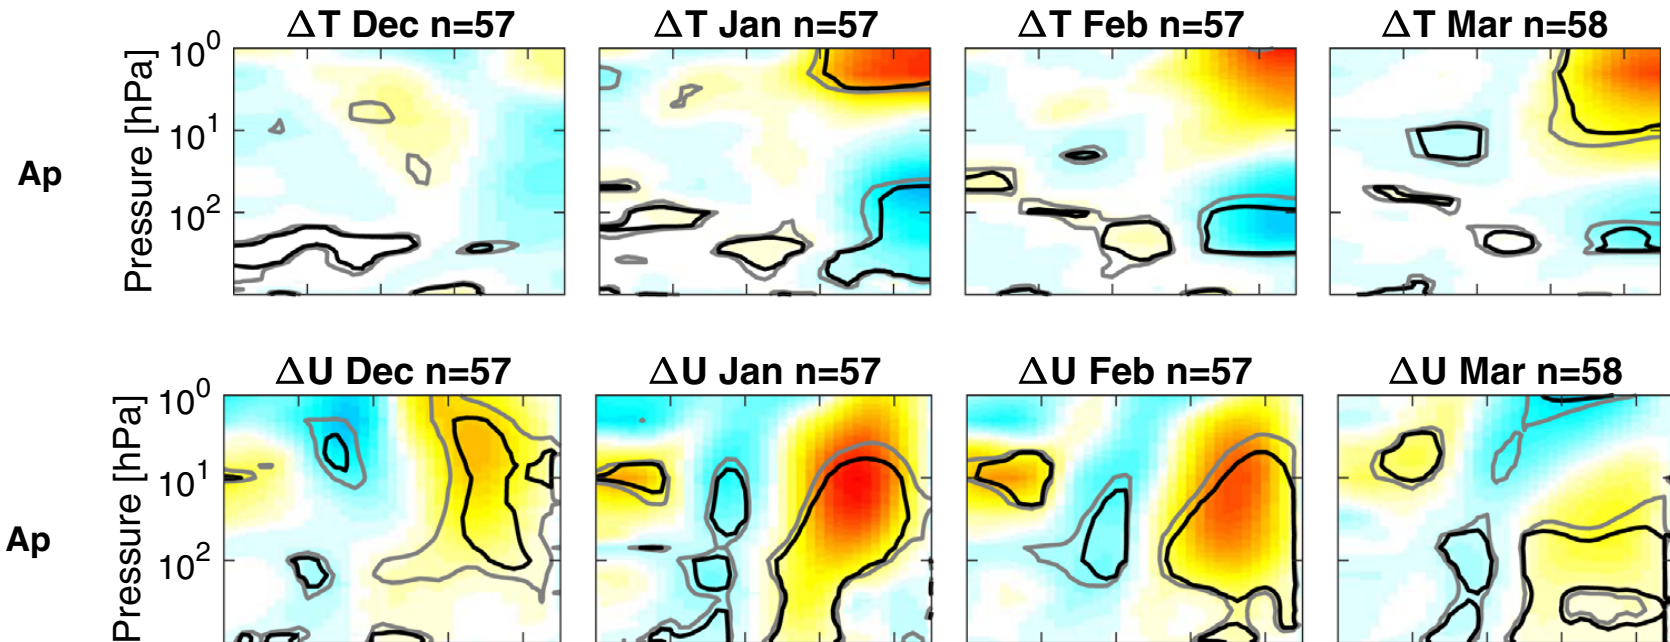 ΔT Dec n=57 ΔT Jan n=57 ΔT Feb n=57 ΔT Mar n=58
Ap
Pressure [hPa]
10^0
10^1
10^2
ΔU Dec n=57 ΔU Jan n=57 ΔU Feb n=57 ΔU Mar n=58
Ap
Pressure [hPa]
10^0
10^1
10^2